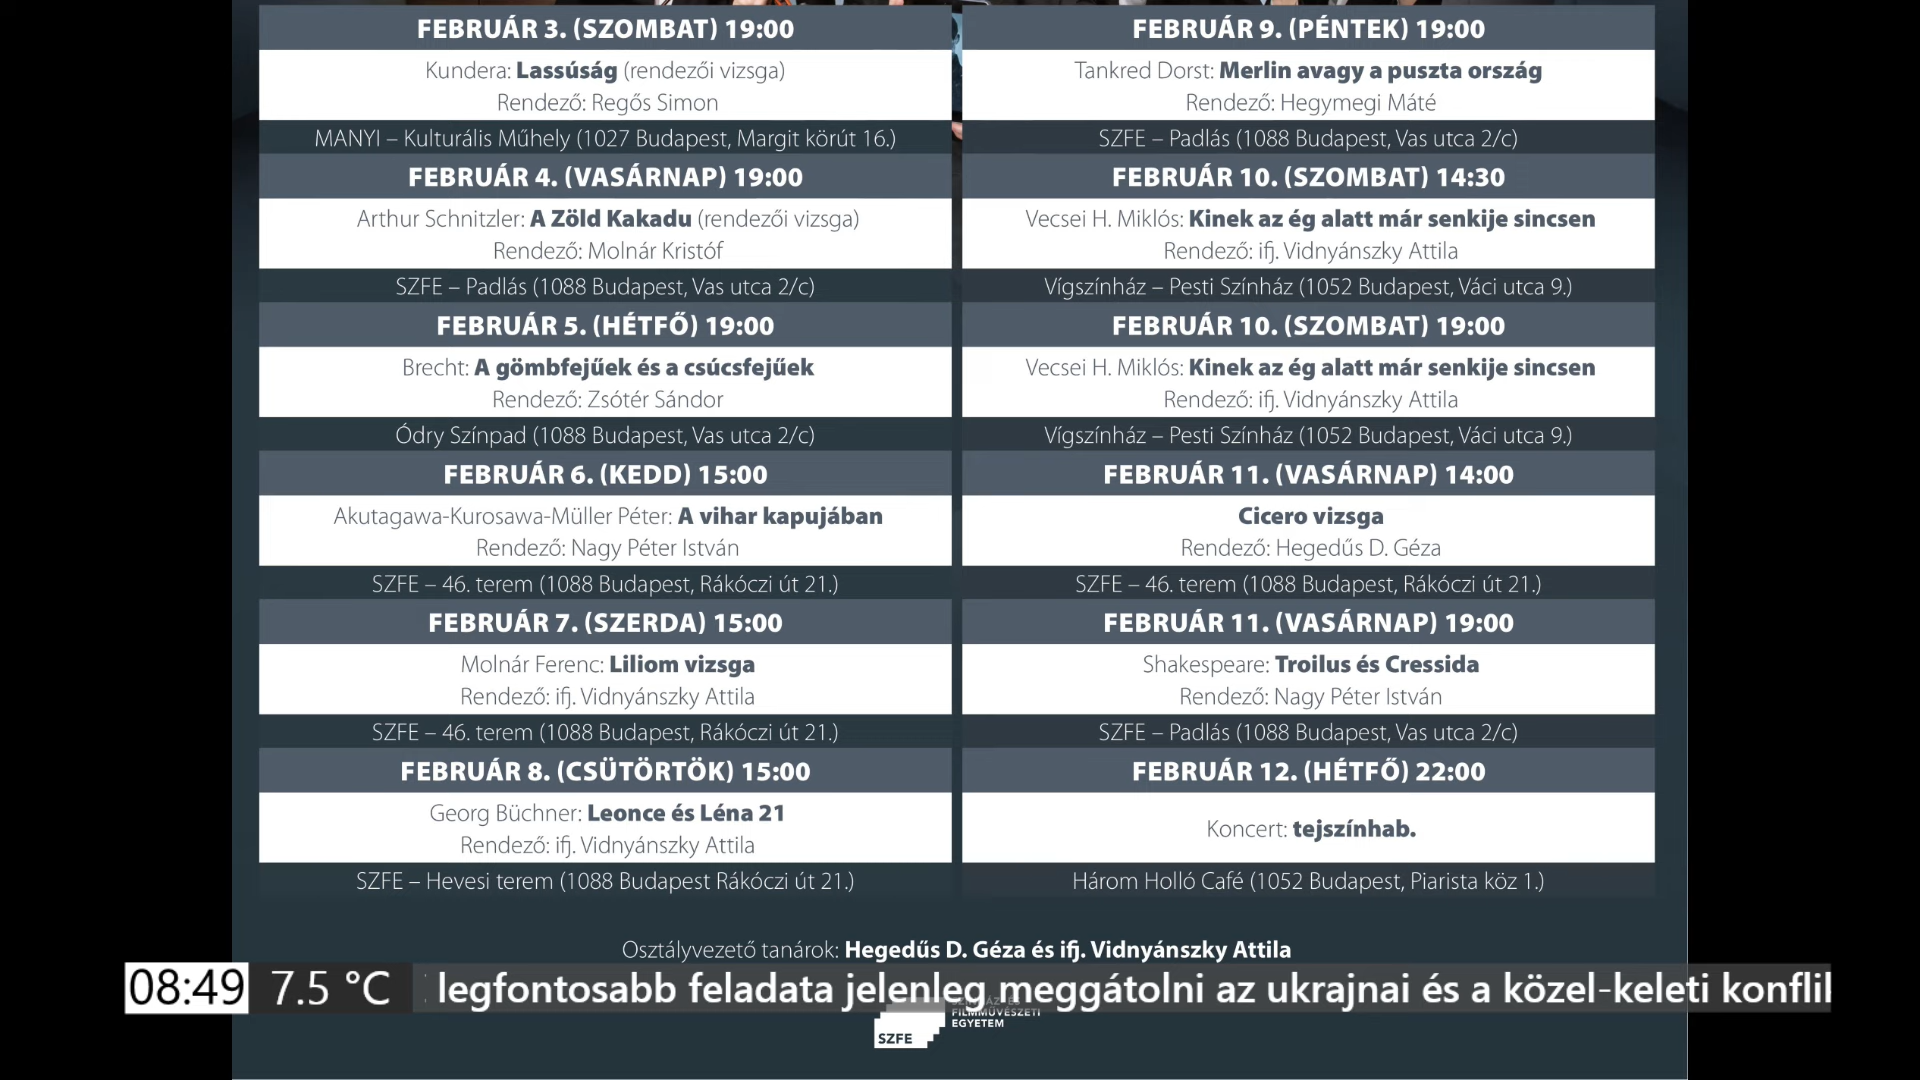 FEBRUÁR 3. (SZOMBAT) 19:00
Kundera: Lassúság (rendezői vizsga)
Rendező: Regős Simon
MANYI – Kulturális Műhely (1027 Budapest, Margit körút 16.)
FEBRUÁR 4. (VASÁRNAP) 19:00
Arthur Schnitzler: A Zöld Kakadu (rendezői vizsga)
Rendező: Molnár Kristóf
SZFE – Padlás (1088 Budapest, Vas utca 2/c)
FEBRUÁR 5. (HÉTFŐ) 19:00
Brecht: A gömbfejűek és a csúcsfejűek
Rendező: Zsótér Sándor
Ódry Színpad (1088 Budapest, Vas utca 2/c)
FEBRUÁR 6. (KEDD) 15:00
Akutagawa-Kurosawa-Müller Péter: A vihar kapujában
Rendező: Nagy Péter István
SZFE – 46. terem (1088 Budapest, Rákóczi út 21.)
FEBRUÁR 7. (SZERDA) 15:00
Molnár Ferenc: Liliom vizsga
Rendező: ifj. Vidnyánszky Attila
SZFE – 46. terem (1088 Budapest, Rákóczi út 21.)
FEBRUÁR 8. (CSÜTÖRTÖK) 15:00
Georg Büchner: Leonce és Léna 21
Rendező: ifj. Vidnyánszky Attila
SZFE – Hevesi terem (1088 Budapest Rákóczi út 21.)
FEBRUÁR 9. (PÉNTEK) 19:00
Tankred Dorst: Merlin avagy a puszta ország
Rendező: Hegymegi Máté
SZFE – Padlás (1088 Budapest, Vas utca 2/c)
FEBRUÁR 10. (SZOMBAT) 14:30
Vecsei H. Miklós: Kinek az ég alatt már senkije sincsen
Rendező: ifj. Vidnyánszky Attila
Vígszínház – Pesti Színház (1052 Budapest, Váci utca 9.)
FEBRUÁR 10. (SZOMBAT) 19:00
Vecsei H. Miklós: Kinek az ég alatt már senkije sincsen
Rendező: ifj. Vidnyánszky Attila
Vígszínház – Pesti Színház (1052 Budapest, Váci utca 9.)
FEBRUÁR 11. (VASÁRNAP) 14:00
Cicero vizsga
Rendező: Hegedűs D. Géza
SZFE – 46. terem (1088 Budapest, Rákóczi út 21.)
FEBRUÁR 11. (VASÁRNAP) 19:00
Shakespeare: Troilus és Cressida
Rendező: Nagy Péter István
SZFE – Padlás (1088 Budapest, Vas utca 2/c)
FEBRUÁR 12. (HÉTFŐ) 22:00
Koncert: tejszínhab.
Három Holló Café (1052 Budapest, Piarista köz 1.)
Osztályvezető tanárok: Hegedűs D. Géza és ifj. Vidnyánszky Attila
08:49 7.5 °C legfontosabb feladata jelenleg meggátolni az ukrajnai és a közel-keleti konfli
FILMMŰVÉSZETI
EGYETEM
SZFE